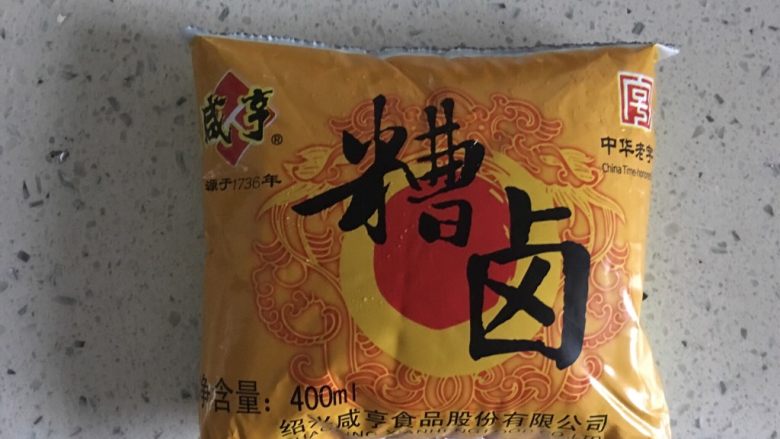 咸亨®
源于1736年
中华老字
China Time-honored
糟卤
净含量：400ml
绍兴咸亨食品股份有限公司